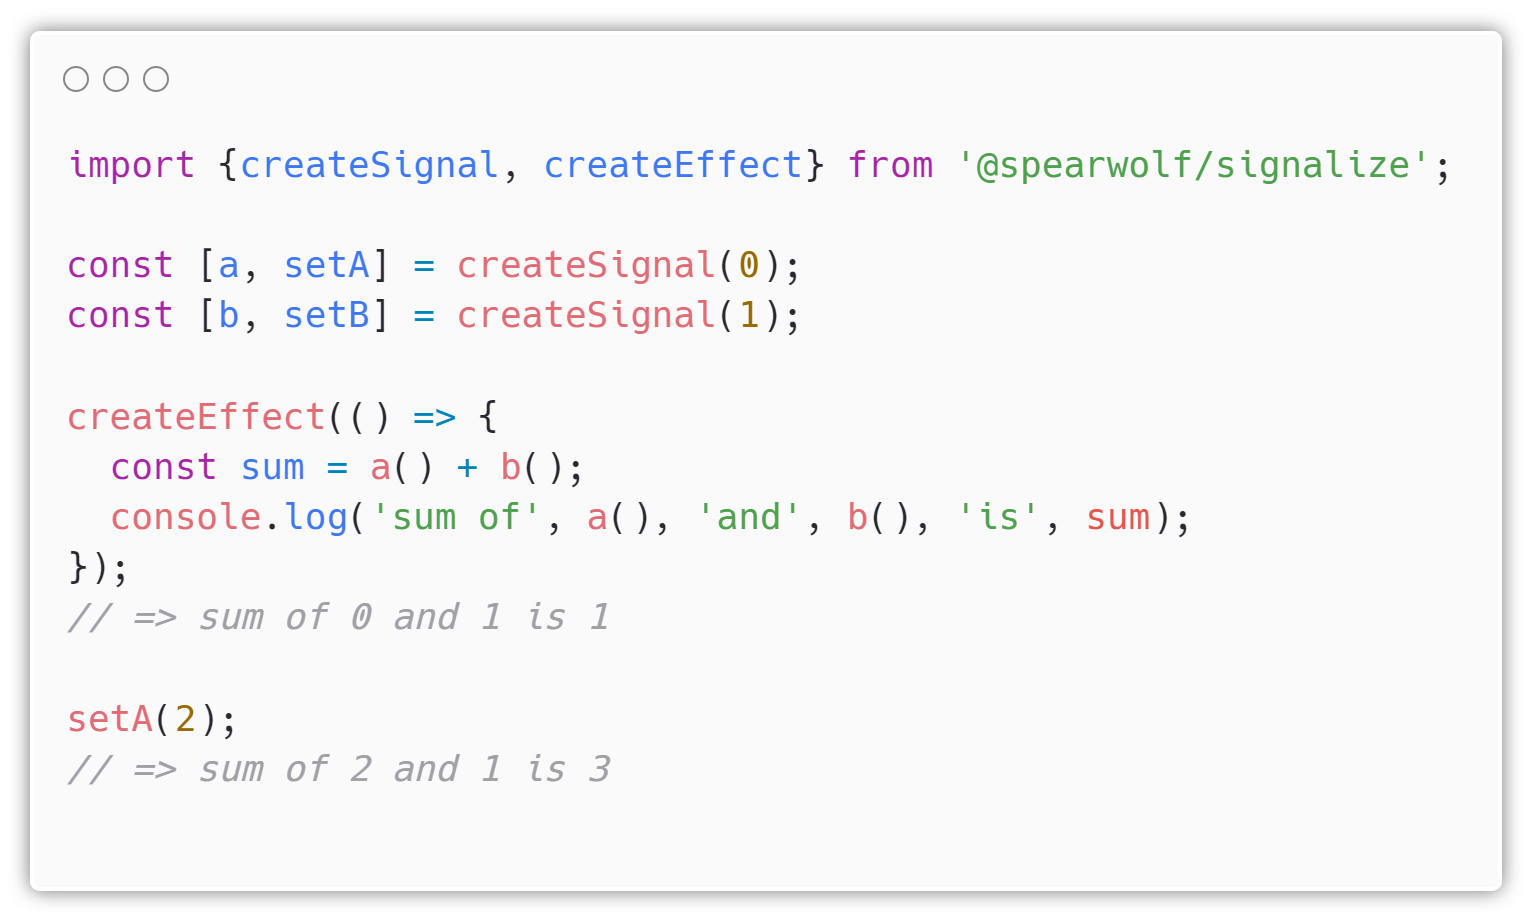 import {createSignal, createEffect} from '@spearwolf/signalize';
const [a, setA] = createSignal(0);
const [b, setB] = createSignal(1);
createEffect(() => {
  const sum = a() + b();
  console.log('sum of', a(), 'and', b(), 'is', sum);
});
// => sum of 0 and 1 is 1
setA(2);
// => sum of 2 and 1 is 3